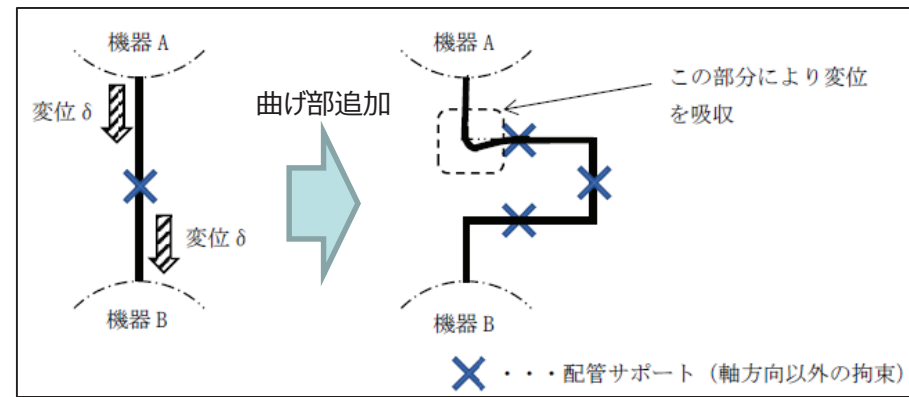 機器 A
変位 δ
変位 δ
機器 B
曲げ部追加
機器 A
この部分により変位
を吸収
機器 B
・・・配管サポート（軸方向以外の拘束）